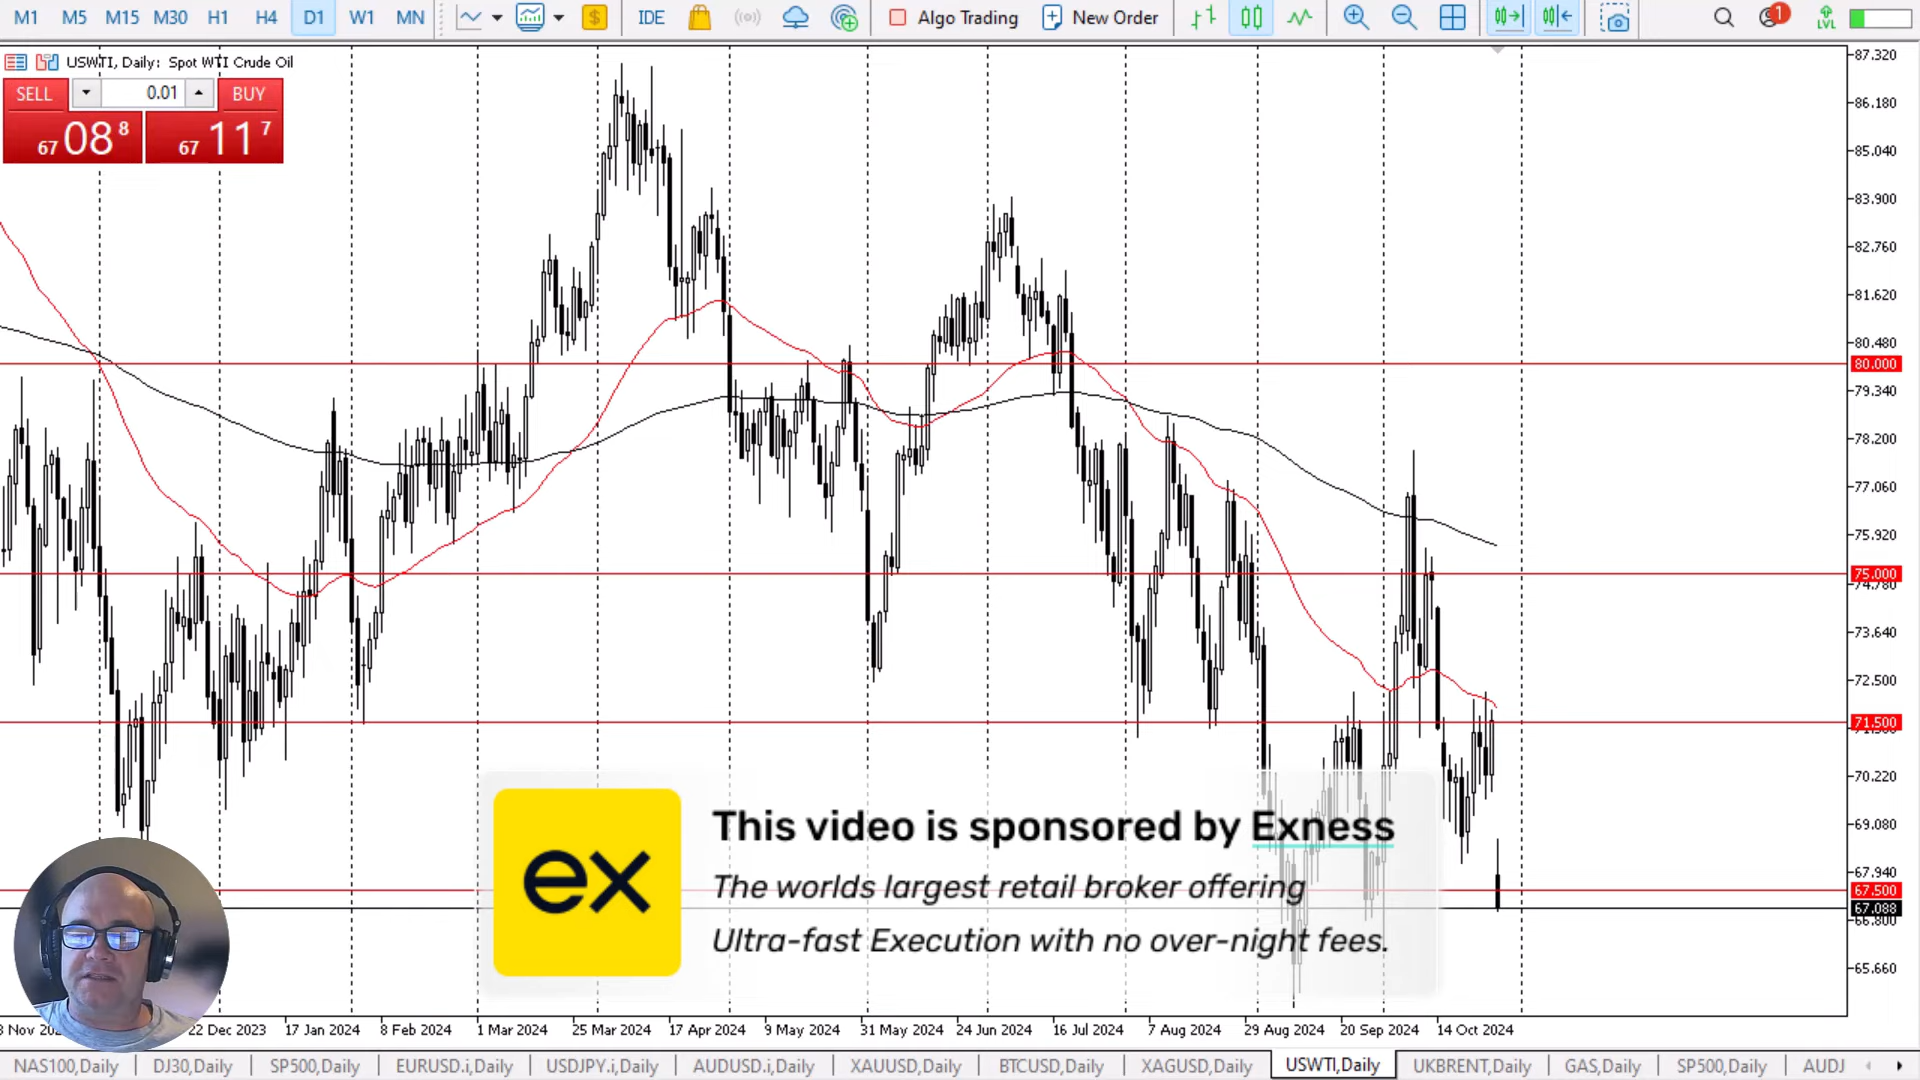 M1 M5 M15 M30 H1 H4 D1 W1 MN $ IDE Algo Trading New Order 1 LVL
USWTI, Daily: Spot WTI Crude Oil
SELL 0.01 BUY
67 08 8 67 11 7
87.320
86.180
85.040
83.900
82.760
81.620
80.480
80.000
79.340
78.200
77.060
75.920
75.000
74.780
73.640
72.500
71.500
70.220
69.080
67.940
67.500
67.088
66.800
65.660
ex
This video is sponsored by Exness
The worlds largest retail broker offering
Ultra-fast Execution with no over-night fees.
22 Dec 2023 17 Jan 2024 8 Feb 2024 1 Mar 2024 25 Mar 2024 17 Apr 2024 9 May 2024 31 May 2024 24 Jun 2024 16 Jul 2024 7 Aug 2024 29 Aug 2024 20 Sep 2024 14 Oct 2024
NAS100,Daily DJ30,Daily SP500,Daily EURUSD.i,Daily USDJPY.i,Daily AUDUSD.i,Daily XAUUSD,Daily BTCUSD,Daily XAGUSD,Daily USWTI,Daily UKBRENT,Daily GAS,Daily SP500,Daily AUDJ